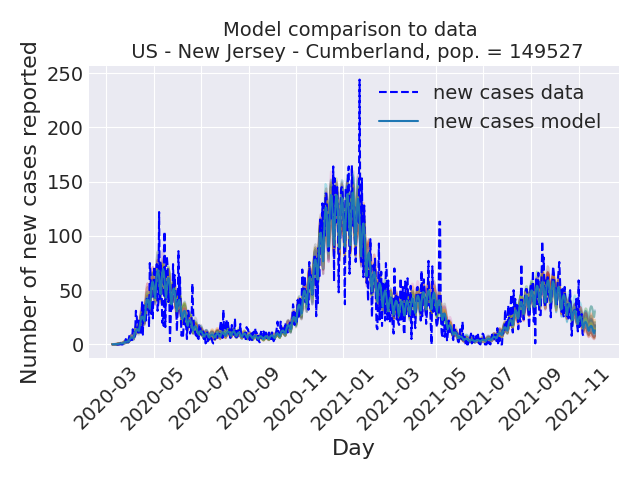 Model comparison to data
US - New Jersey - Cumberland, pop. = 149527
Number of new cases reported
250
200
150
100
50
0
new cases data
new cases model
2020-03
2020-05
2020-07
2020-09
2020-11
2021-01
2021-03
2021-05
2021-07
2021-09
2021-11
Day